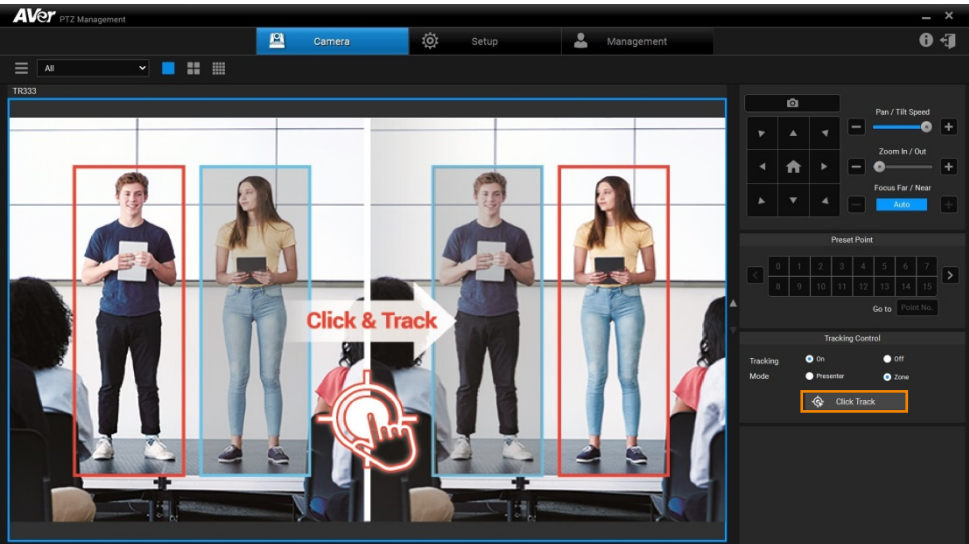 AVer PTZ Management
Camera
Setup
Management
All
TR333
Click & Track
Pan / Tilt Speed
Zoom In / Out
Focus Far / Near
Auto
Preset Point
0 1 2 3 4 5 6 7
8 9 10 11 12 13 14 15
Go to Point No.
Tracking Control
Tracking On Off
Mode Presenter Zone
Click Track